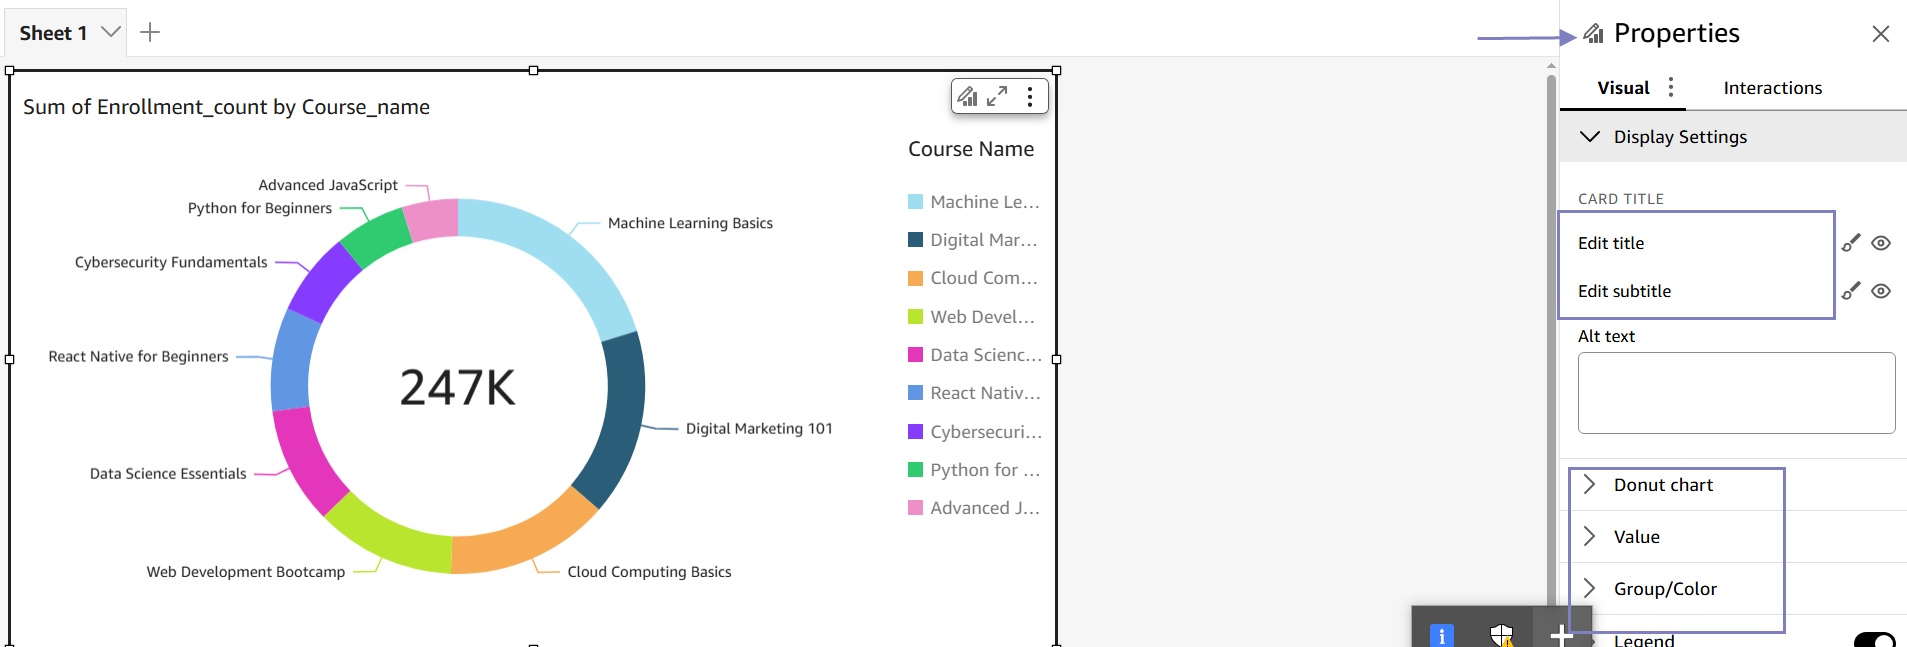 Sheet 1
Properties
Visual
Interactions
Display Settings
CARD TITLE
Edit title
Edit subtitle
Alt text
Donut chart
Value
Group/Color
Legend
Sum of Enrollment_count by Course_name
Advanced JavaScript
Python for Beginners
Machine Learning Basics
Cybersecurity Fundamentals
React Native for Beginners
247K
Digital Marketing 101
Data Science Essentials
Web Development Bootcamp
Cloud Computing Basics
Course Name
Machine Le...
Digital Mar...
Cloud Com...
Web Devel...
Data Scienc...
React Nativ...
Cybersecuri...
Python for ...
Advanced J...